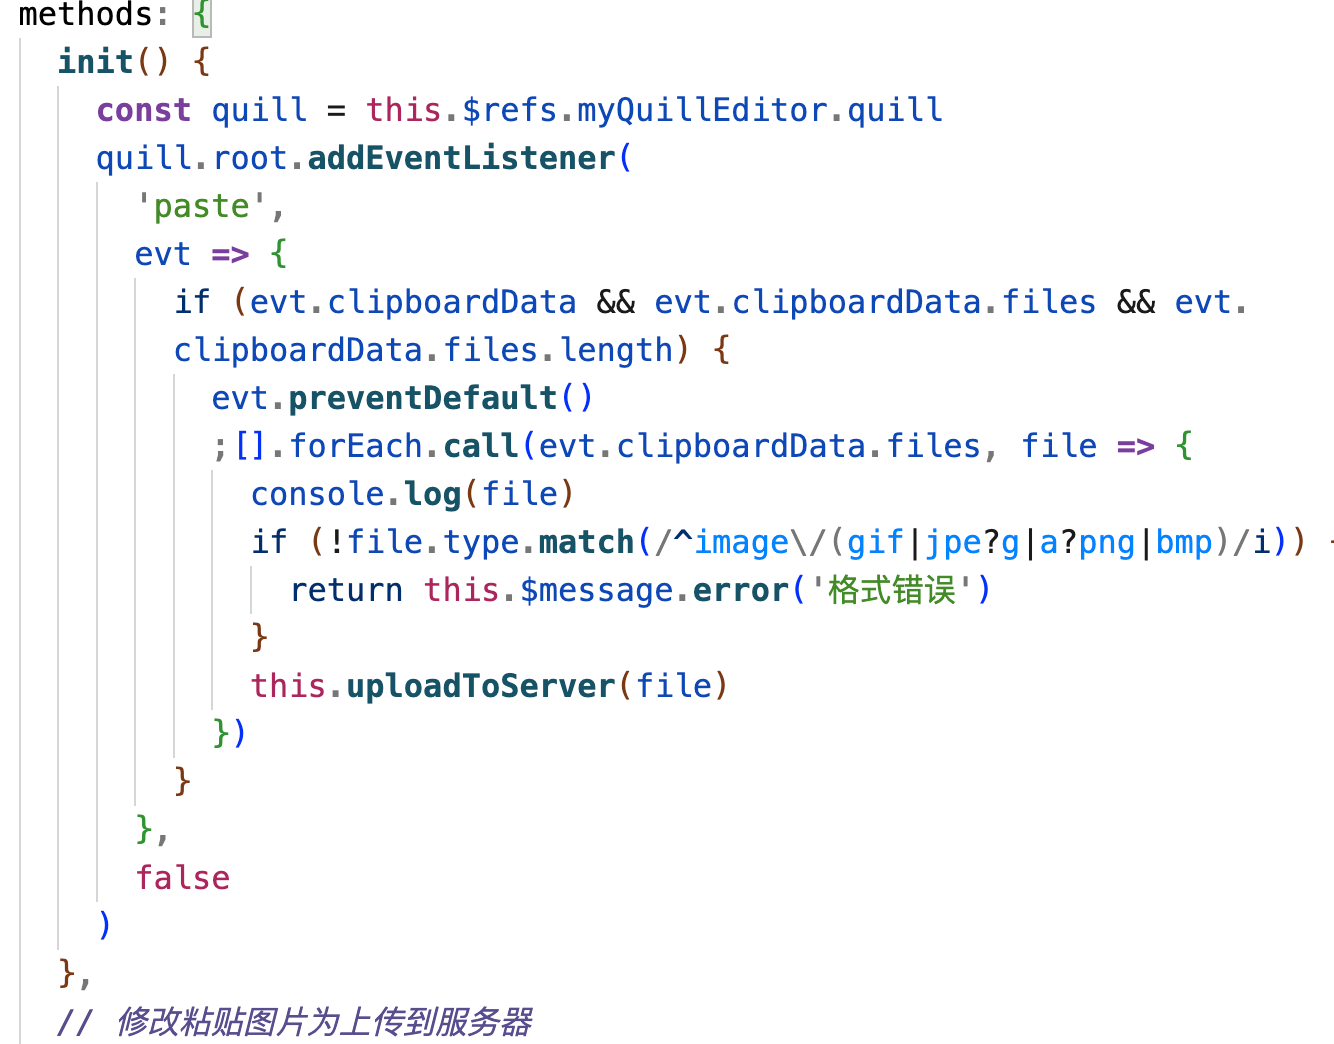 methods: {
init() {
const quill = this.$refs.myQuillEditor.quill
quill.root.addEventListener(
'paste',
evt => {
if (evt.clipboardData && evt.clipboardData.files && evt.
clipboardData.files.length) {
evt.preventDefault()
;[].forEach.call(evt.clipboardData.files, file => {
console.log(file)
if (!file.type.match(/^image\/(gif|jpe?g|a?png|bmp)/i))
return this.$message.error('格式错误')
}
this.uploadToServer(file)
})
}
},
false
)
},
// 修改粘贴图片为上传到服务器